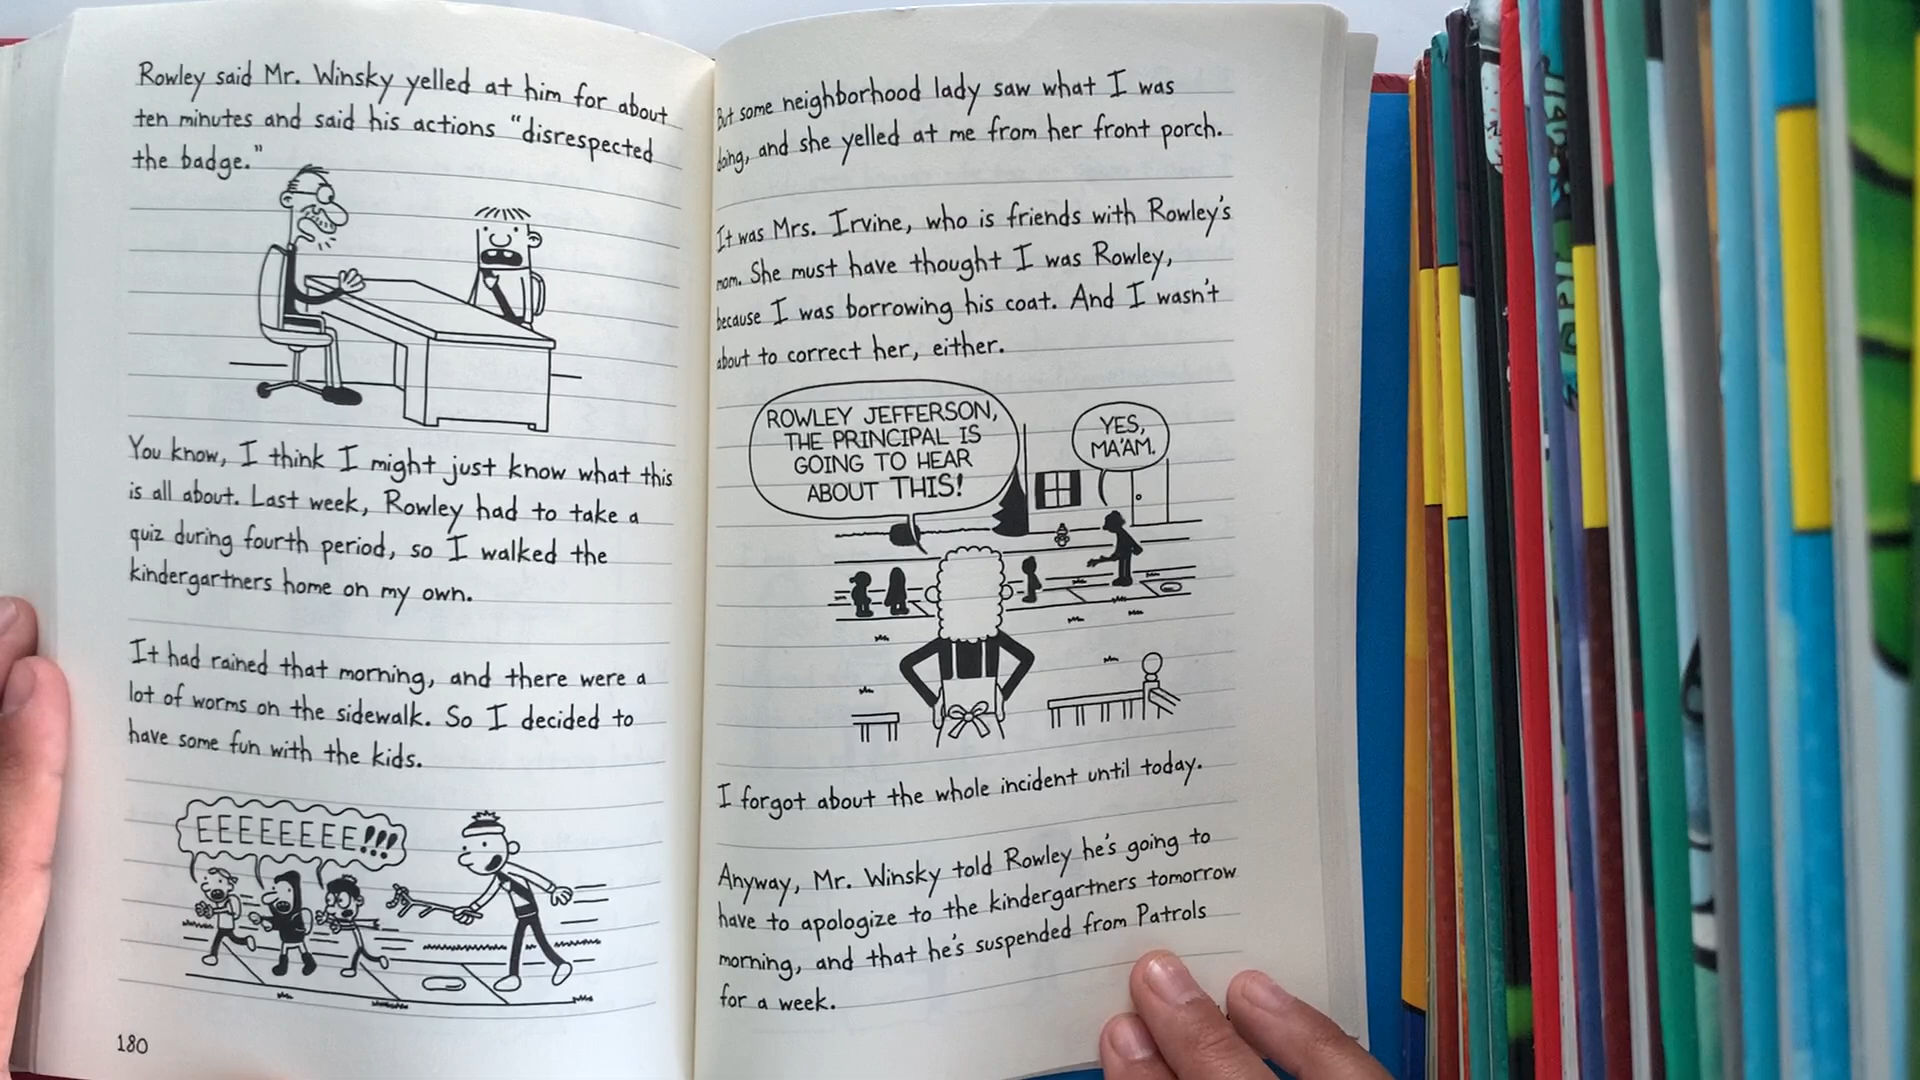 Rowley said Mr. Winsky yelled at him for about
ten minutes and said his actions "disrespected
the badge."
You know, I think I might just know what this
is all about. Last week, Rowley had to take a
quiz during fourth period, so I walked the
kindergartners home on my own.
It had rained that morning, and there were a
lot of worms on the sidewalk. So I decided to
have some fun with the kids.
EEEEEEEE!!!
180
But some neighborhood lady saw what I was
doing, and she yelled at me from her front porch.
It was Mrs. Irvine, who is friends with Rowley's
mom. She must have thought I was Rowley,
because I was borrowing his coat. And I wasn't
about to correct her, either.
ROWLEY JEFFERSON,
THE PRINCIPAL IS
GOING TO HEAR
ABOUT THIS!
YES,
MA'AM.
I forgot about the whole incident until today.
Anyway, Mr. Winsky told Rowley he's going to
have to apologize to the kindergartners tomorrow
morning, and that he's suspended from Patrols
for a week.